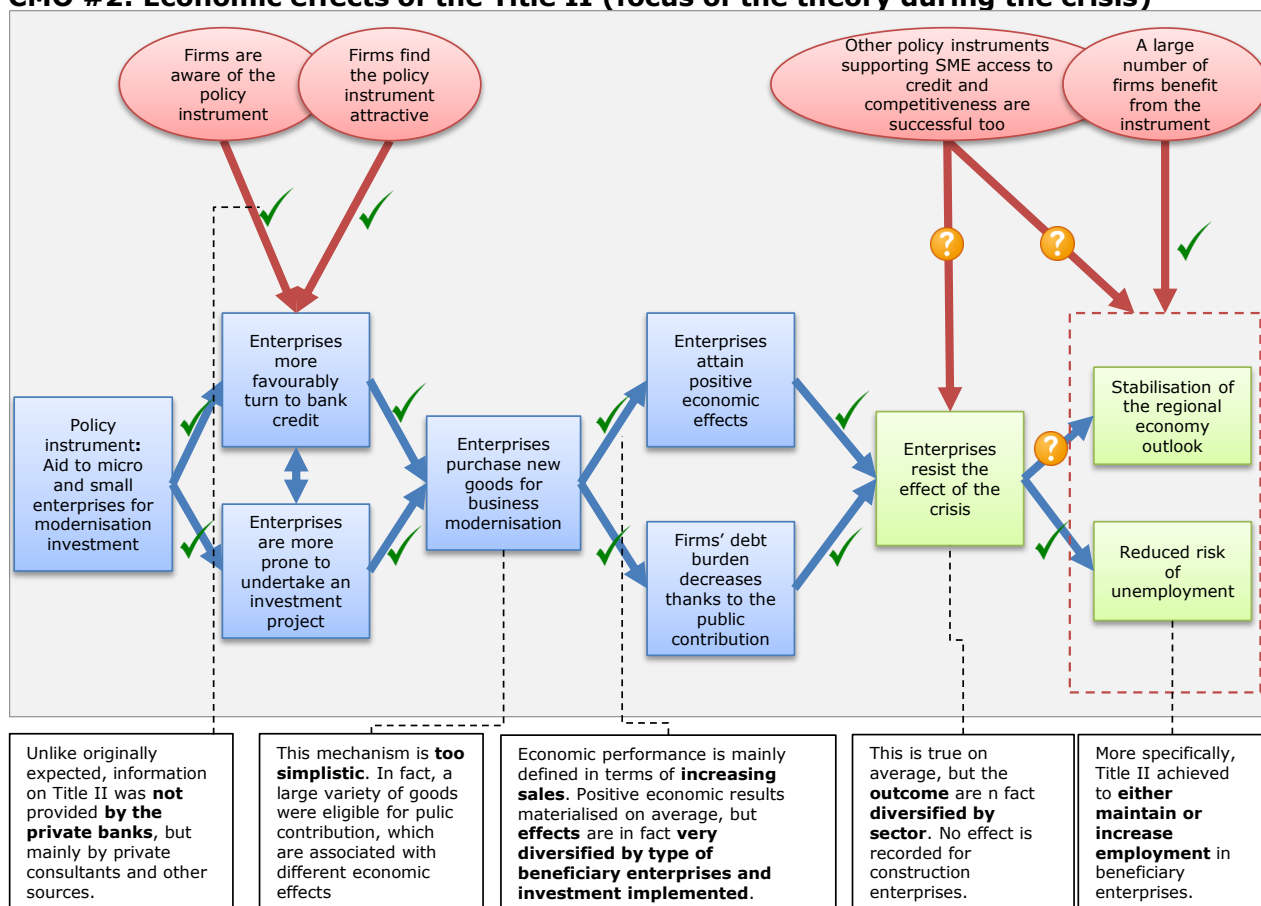 CMO #2: Economic effects of the Title II (focus of the theory during the crisis)
Firms are
aware of the
policy
instrument
Firms find
the policy
instrument
attractive
Other policy instruments
supporting SME access to
credit and
competitiveness are
successful too
A large
number of
firms benefit
from the
instrument
?
?
Policy
instrument:
Aid to micro
and small
enterprises for
modernisation
investment
Enterprises
more
favourably
turn to bank
credit
Enterprises
are more
prone to
undertake an
investment
project
Enterprises
purchase new
goods for
business
modernisation
Enterprises
attain
positive
economic
effects
Firms’ debt
burden
decreases
thanks to the
public
contribution
Enterprises
resist the
effect of the
crisis
?
Stabilisation of
the regional
economy
outlook
Reduced risk
of
unemployment
Unlike originally
expected, information
on Title II was not
provided by the
private banks, but
mainly by private
consultants and other
sources.
This mechanism is too
simplistic. In fact, a
large variety of goods
were eligible for pulic
contribution, which
are associated with
different economic
effects
Economic performance is mainly
defined in terms of increasing
sales. Positive economic results
materialised on average, but
effects are in fact very
diversified by type of
beneficiary enterprises and
investment implemented.
This is true on
average, but the
outcome are n fact
diversified by
sector. No effect is
recorded for
construction
enterprises.
More specifically,
Title II achieved
to either
maintain or
increase
employment in
beneficiary
enterprises.